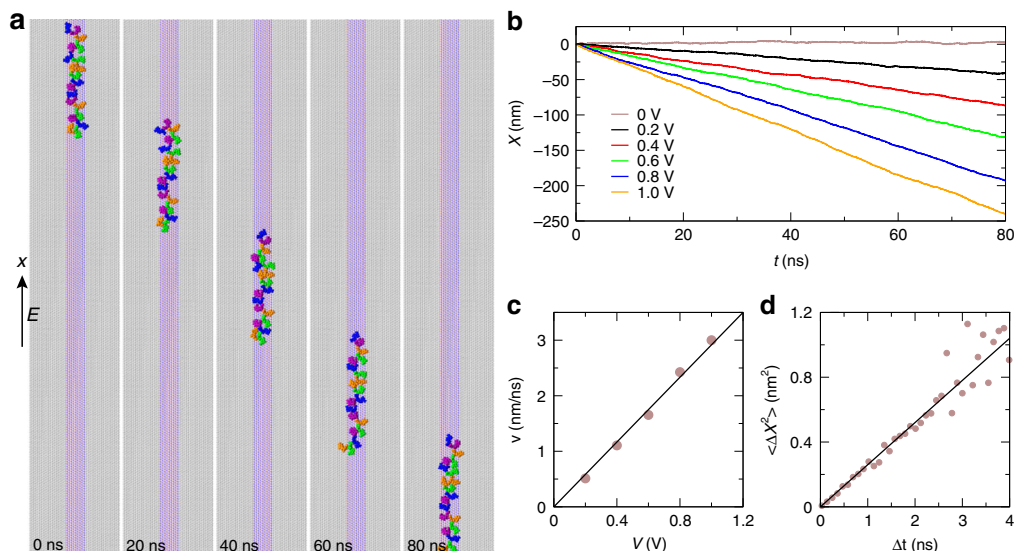 a
x
E
0 ns
20 ns
40 ns
60 ns
80 ns
b
0
−50
−100
−150
−200
−250
X (nm)
0 V
0.2 V
0.4 V
0.6 V
0.8 V
1.0 V
0
20
40
60
80
t (ns)
c
3
2
1
0
v (nm/ns)
0
0.4
0.8
1.2
V (V)
d
1.2
0.8
0.4
0
<ΔX²> (nm²)
0
1
2
3
4
Δt (ns)